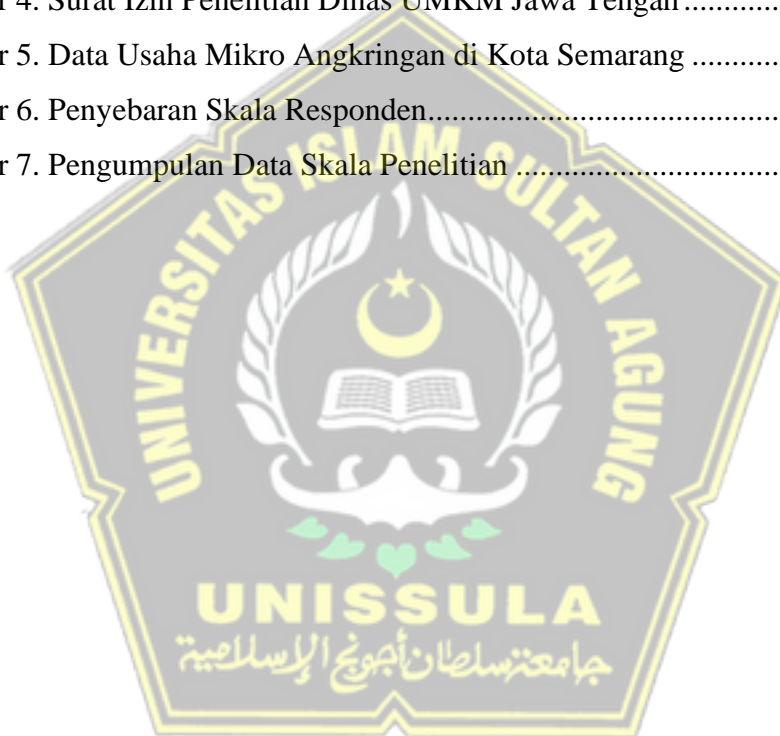 r 4. Surat Izin Penelitian Dinas UMKM Jawa Tengah............
r 5. Data Usaha Mikro Angkringan di Kota Semarang ...........
r 6. Penyebaran Skala Responden............................................
r 7. Pengumpulan Data Skala Penelitian .................................
UNIVERSITAS ISLAM SULTAN AGUNG
UNISSULA
جامعة سلطان أجونج الإسلامية